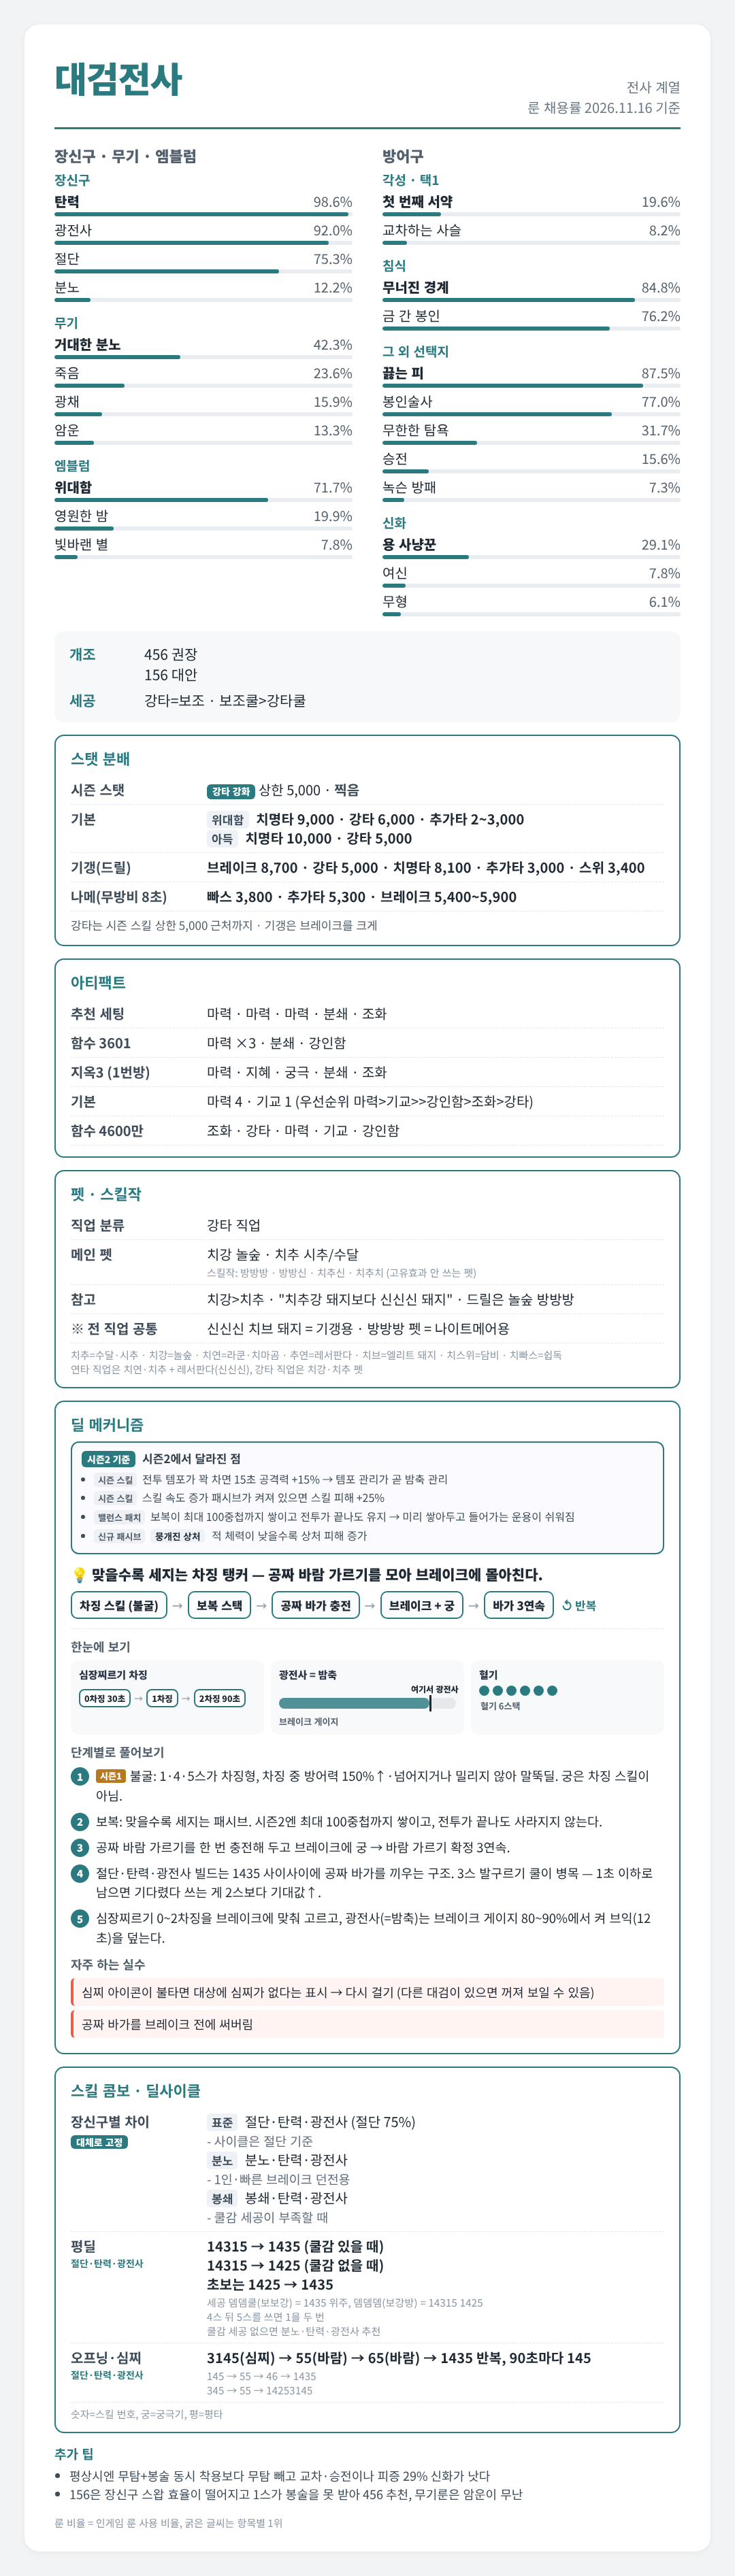 대검전사
전사 계열
룬 채용률 2026.11.16 기준
장신구 · 무기 · 엠블럼
장신구
탄력 98.6%
광전사 92.0%
절단 75.3%
분노 12.2%
무기
거대한 분노 42.3%
죽음 23.6%
광채 15.9%
암운 13.3%
엠블럼
위대함 71.7%
영원한 밤 19.9%
빛바랜 별 7.8%
방어구
각성 · 택1
첫 번째 서약 19.6%
교차하는 사슬 8.2%
침식
무너진 경계 84.8%
금 간 봉인 76.2%
그 외 선택지
끓는 피 87.5%
봉인술사 77.0%
무한한 탐욕 31.7%
승전 15.6%
녹슨 방패 7.3%
신화
용 사냥꾼 29.1%
여신 7.8%
무형 6.1%
개조 456 권장
156 대안
세공 강타=보조 · 보조쿨>강타쿨
스탯 분배
시즌 스탯 강타 강화 상한 5,000 · 찍음
기본 위대함 치명타 9,000 · 강타 6,000 · 추가타 2~3,000
아득 치명타 10,000 · 강타 5,000
기갱(드릴) 브레이크 8,700 · 강타 5,000 · 치명타 8,100 · 추가타 3,000 · 스위 3,400
나메(무방비 8초) 빠스 3,800 · 추가타 5,300 · 브레이크 5,400~5,900
강타는 시즌 스킬 상한 5,000 근처까지 · 기갱은 브레이크를 크게
아티팩트
추천 세팅 마력 · 마력 · 마력 · 분쇄 · 조화
함수 3601 마력 ×3 · 분쇄 · 강인함
지옥3 (1번방) 마력 · 지혜 · 궁극 · 분쇄 · 조화
기본 마력 4 · 기교 1 (우선순위 마력>기교>>강인함>조화>강타)
함수 4600만 조화 · 강타 · 마력 · 기교 · 강인함
펫 · 스킬작
직업 분류 강타 직업
메인 펫 치강 놀숲 · 치추 시추/수달
스킬작: 방방방 · 방방신 · 치추신 · 치추치 (고유효과 안 쓰는 펫)
참고 치강>치추 · "치추강 돼지보다 신신신 돼지" · 드릴은 놀숲 방방방
※ 전 직업 공통 신신신 치브 돼지 = 기갱용 · 방방방 펫 = 나이트메어용
치추=수달·시추 · 치강=놀숲 · 치연=라쿤·치마곰 · 추연=레서판다 · 치브=엘리트 돼지 · 치스위=담비 · 치빠스=쉽독
연타 직업은 치연·치추 + 레서판다(신신신), 강타 직업은 치강·치추 펫
딜 메커니즘
시즌2 기준 시즌2에서 달라진 점
• 시즌 스킬 전투 템포가 꽉 차면 15초 공격력 +15% → 템포 관리가 곧 밤축 관리
• 시즌 스킬 스킬 속도 증가 패시브가 켜져 있으면 스킬 피해 +25%
• 밸런스 패치 보복이 최대 100중첩까지 쌓이고 전투가 끝나도 유지 → 미리 쌓아두고 들어가는 운용이 쉬워짐
• 신규 패시브 뭉개진 상처 적 체력이 낮을수록 상처 피해 증가
💡 맞을수록 세지는 차징 탱커 — 공짜 바람 가르기를 모아 브레이크에 몰아친다.
차징 스킬 (불굴) → 보복 스택 → 공짜 바가 충전 → 브레이크 + 궁 → 바가 3연속 ↺ 반복
한눈에 보기
심장찌르기 차징
0차징 30초 → 1차징 → 2차징 90초
광전사 = 밤축
여기서 광전사
브레이크 게이지
혈기
혈기 6스택
단계별로 풀어보기
1 시즌1 불굴: 1·4·5스가 차징형, 차징 중 방어력 150%↑·넘어지거나 밀리지 않아 말뚝딜. 궁은 차징 스킬이
아님.
2 보복: 맞을수록 세지는 패시브. 시즌2엔 최대 100중첩까지 쌓이고, 전투가 끝나도 사라지지 않는다.
3 공짜 바람 가르기를 한 번 충전해 두고 브레이크에 궁 → 바람 가르기 확정 3연속.
4 절단·탄력·광전사 빌드는 1435 사이사이에 공짜 바가를 끼우는 구조. 3스 발구르기 쿨이 병목 — 1초 이하로
남으면 기다렸다 쓰는 게 2스보다 기대값↑.
5 심장찌르기 0~2차징을 브레이크에 맞춰 고르고, 광전사(=밤축)는 브레이크 게이지 80~90%에서 켜 브익(12
초)을 덮는다.
자주 하는 실수
심찌 아이콘이 불타면 대상에 심찌가 없다는 표시 → 다시 걸기 (다른 대검이 있으면 꺼져 보일 수 있음)
공짜 바가를 브레이크 전에 써버림
스킬 콤보 · 딜사이클
장신구별 차이 표준 절단·탄력·광전사 (절단 75%)
대체로 고정
- 사이클은 절단 기준
분노 분노·탄력·광전사
- 1인·빠른 브레이크 던전용
봉쇄 봉쇄·탄력·광전사
- 쿨감 세공이 부족할 때
평딜 14315 → 1435 (쿨감 있을 때)
절단·탄력·광전사 14315 → 1425 (쿨감 없을 때)
초보는 1425 → 1435
세공 뎀뎀쿨(보보강) = 1435 위주, 뎀뎀뎀(보강방) = 14315 1425
4스 뒤 5스를 쓰면 1을 두 번
쿨감 세공 없으면 분노·탄력·광전사 추천
오프닝·심찌 3145(심찌) → 55(바람) → 65(바람) → 1435 반복, 90초마다 145
절단·탄력·광전사 145 → 55 → 46 → 1435
345 → 55 → 14253145
숫자=스킬 번호, 궁=궁극기, 평=평타
추가 팁
• 평상시엔 무탐+봉술 동시 착용보다 무탐 빼고 교차·승전이나 피증 29% 신화가 낫다
• 156은 장신구 스왑 효율이 떨어지고 1스가 봉술을 못 받아 456 추천, 무기룬은 암운이 무난
룬 비율 = 인게임 룬 사용 비율, 굵은 글씨는 항목별 1위